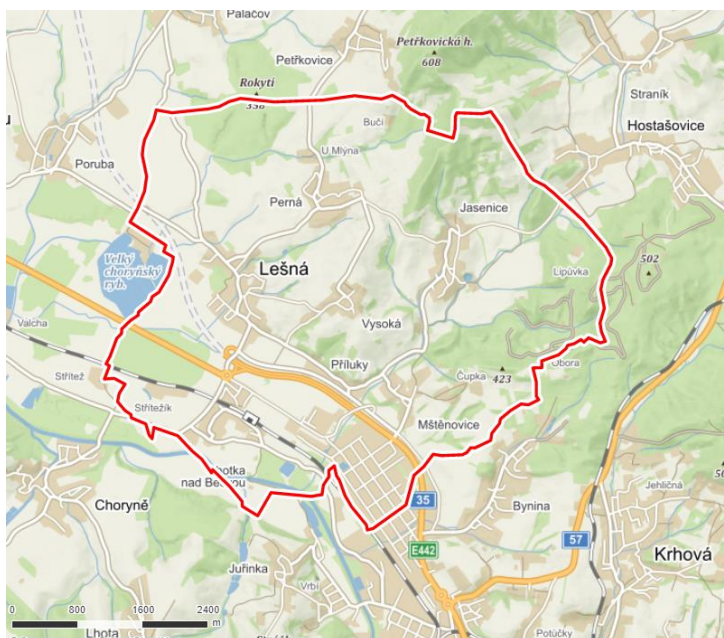 Palačov
Petřkovice
Petřkovická h.
608
Rokytí
Straník
Bučí
Hostašovice
U Mlýna
Poruba
Perná
Jasenice
Lešná
Velký
choryňský
ryb.
Lipůvka
502
Valcha
Vysoká
Příluky
Střítež
Čupka
423
Obora
Střítežík
Mštěnovice
nad Bečvou
Choryně
35
Bynina
Jehličná
57
E442
Krhová
Juřinka
Vrbí
0 800 1600 2400
m
Lhota
Potůčky